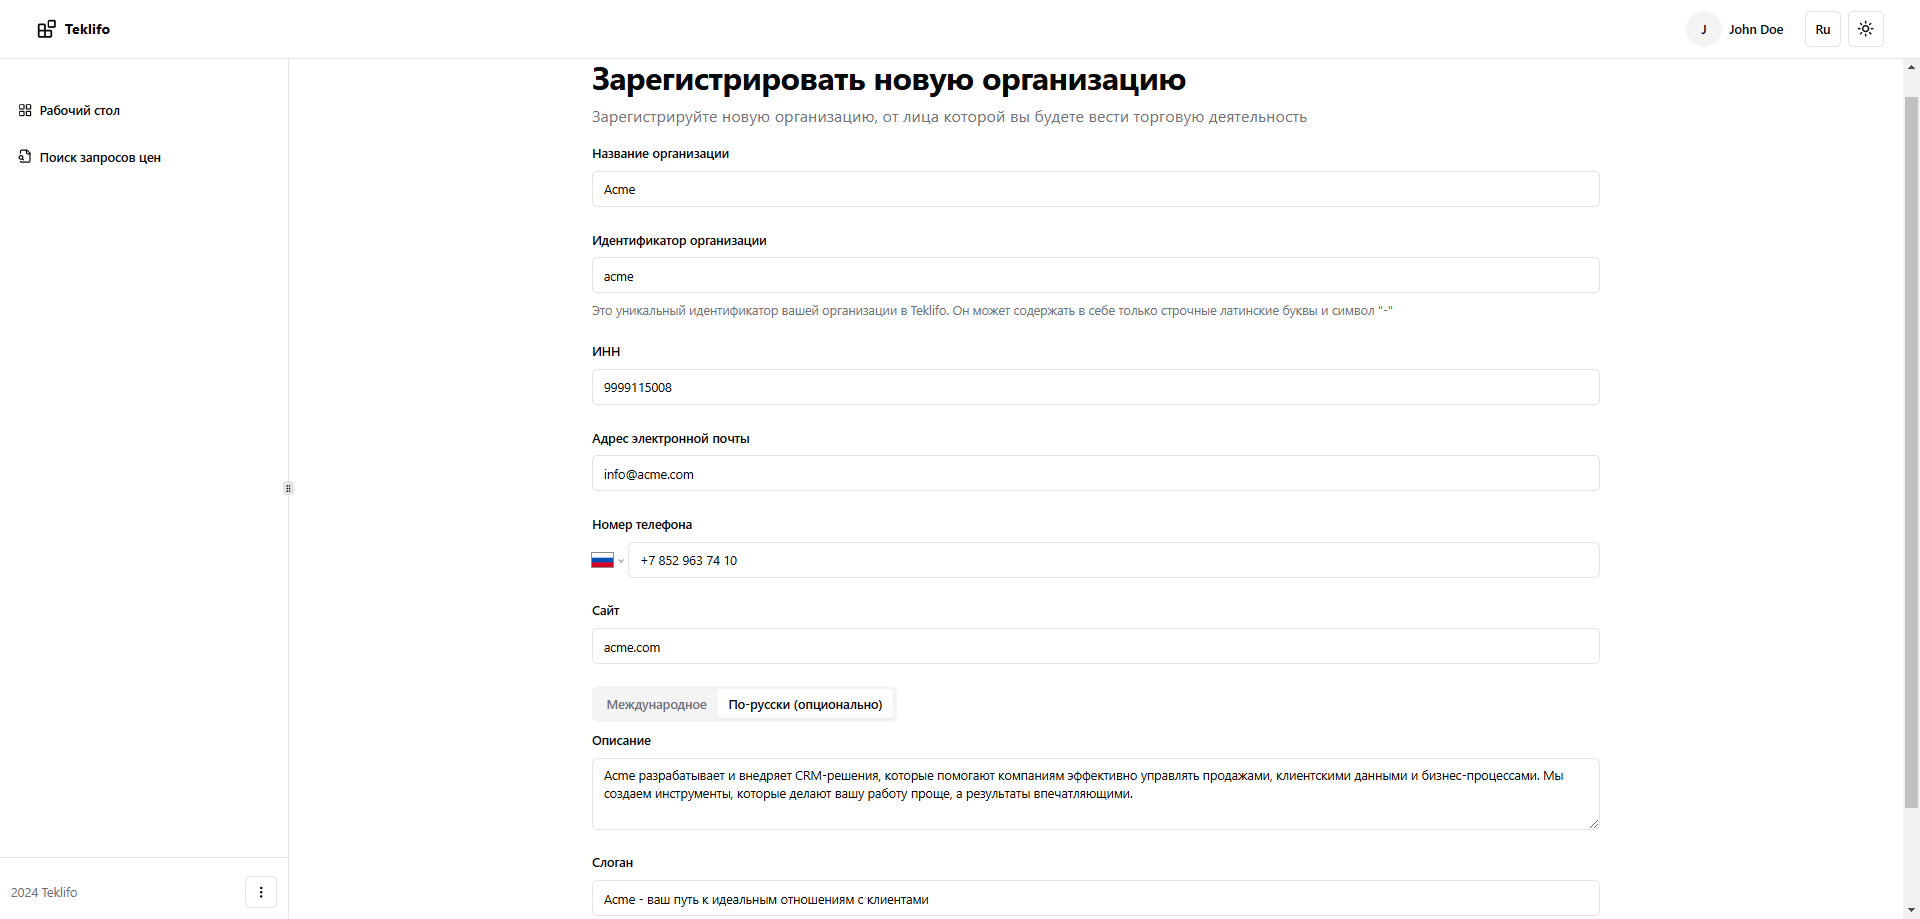 Teklifo
J
John Doe
Ru
Рабочий стол
Поиск запросов цен
Зарегистрировать новую организацию
Зарегистрируйте новую организацию, от лица которой вы будете вести торговую деятельность
Название организации
Acme
Идентификатор организации
acme
Это уникальный идентификатор вашей организации в Teklifo. Он может содержать в себе только строчные латинские буквы и символ "-"
ИНН
9999115008
Адрес электронной почты
info@acme.com
Номер телефона
+7 852 963 74 10
Сайт
acme.com
Международное
По-русски (опционально)
Описание
Acme разрабатывает и внедряет CRM-решения, которые помогают компаниям эффективно управлять продажами, клиентскими данными и бизнес-процессами. Мы
создаем инструменты, которые делают вашу работу проще, а результаты впечатляющими.
Слоган
Acme - ваш путь к идеальным отношениям с клиентами
2024 Teklifo